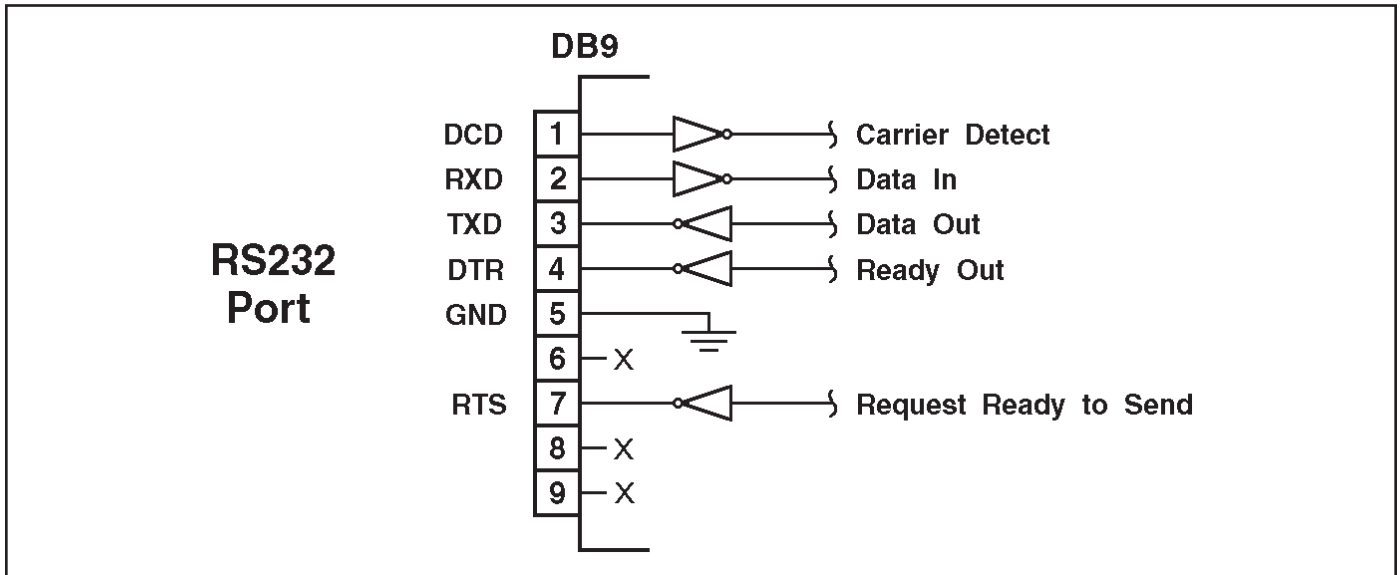 DB9
DCD 1 Carrier Detect
RXD 2 Data In
TXD 3 Data Out
RS232
Port
DTR 4 Ready Out
GND 5
6 X
RTS 7 Request Ready to Send
8 X
9 X